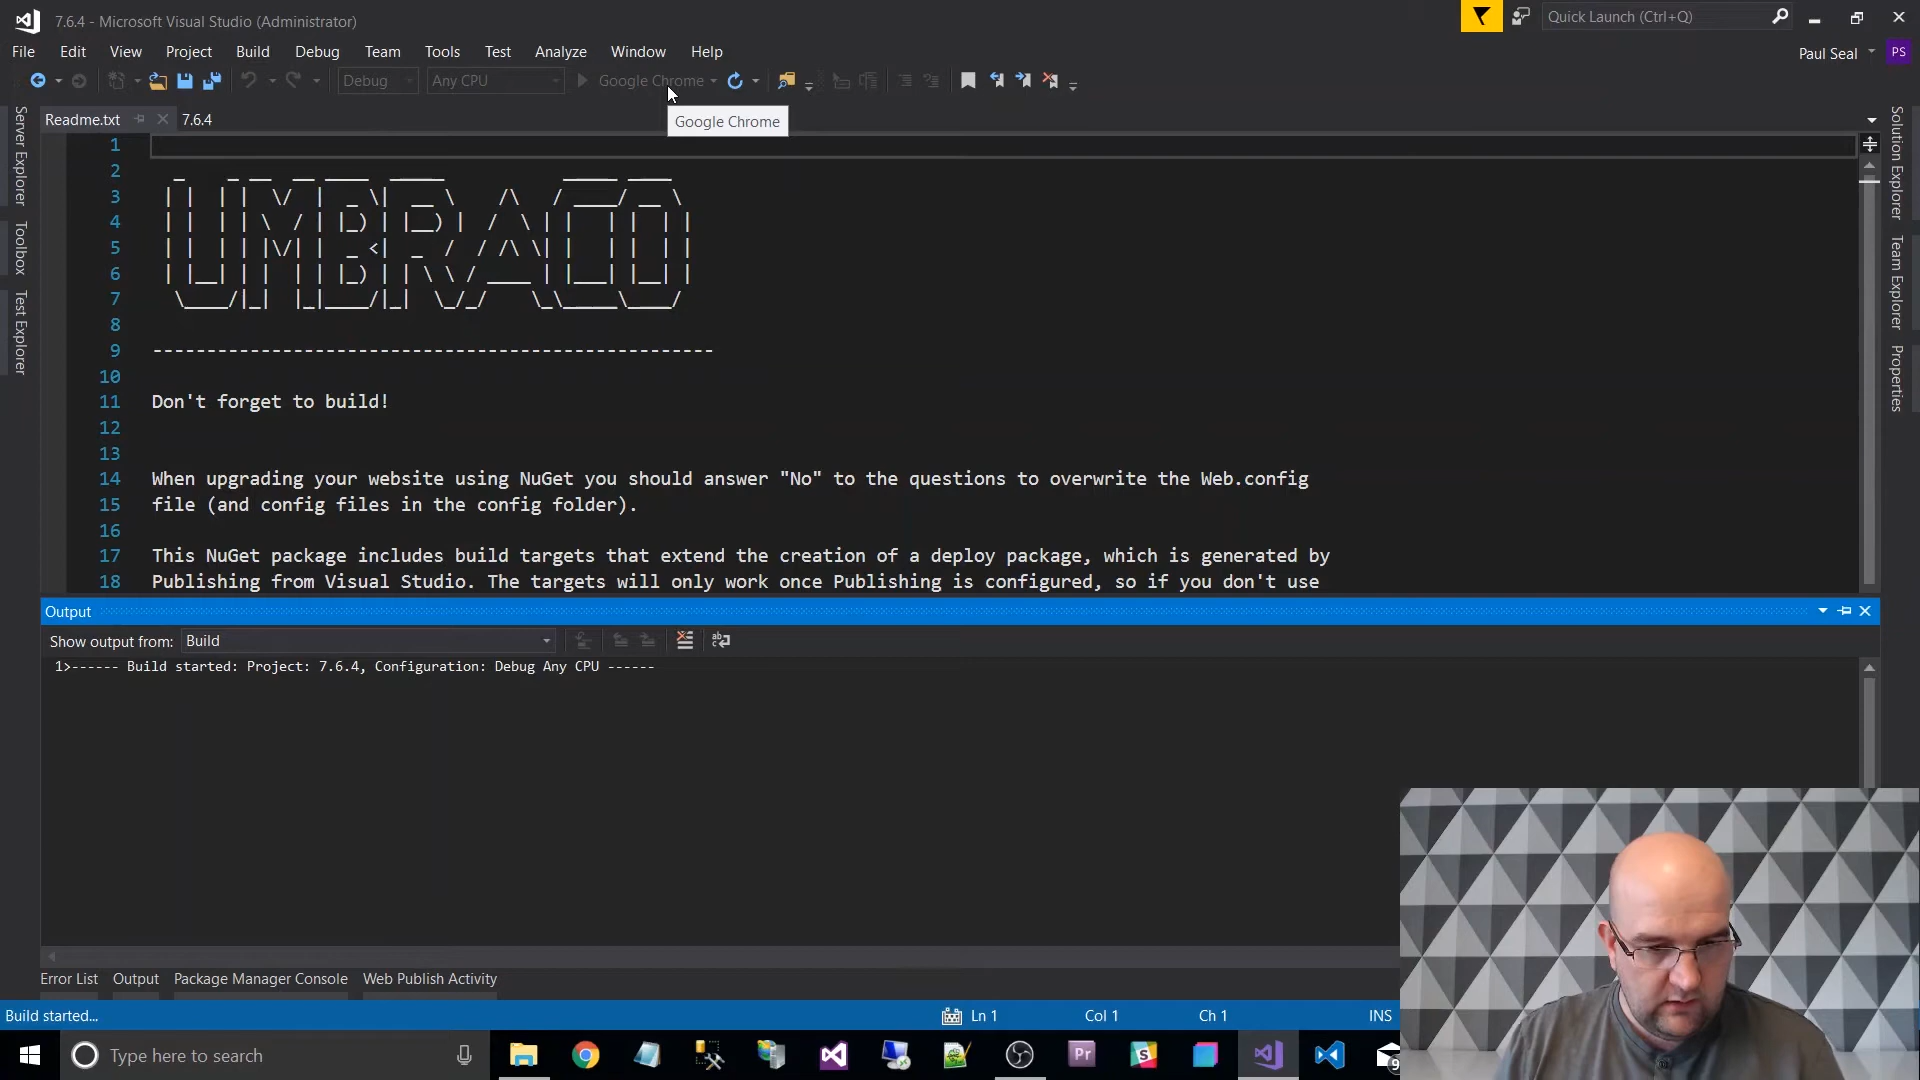 7.6.4 - Microsoft Visual Studio (Administrator)
Quick Launch (Ctrl+Q)
File Edit View Project Build Debug Team Tools Test Analyze Window Help
Paul Seal PS
Debug Any CPU Google Chrome
Readme.txt 7.6.4
Google Chrome
Server Explorer
Toolbox
Test Explorer
Solution Explorer
Team Explorer
Properties
1
2
3
4
5
6
7
UMBRACO
8
9 ----------------------------------------------------
10
11 Don't forget to build!
12
13
14 When upgrading your website using NuGet you should answer "No" to the questions to overwrite the Web.config
15 file (and config files in the config folder).
16
17 This NuGet package includes build targets that extend the creation of a deploy package, which is generated by
18 Publishing from Visual Studio. The targets will only work once Publishing is configured, so if you don't use
Output
Show output from: Build
1>------ Build started: Project: 7.6.4, Configuration: Debug Any CPU ------
Error List Output Package Manager Console Web Publish Activity
Build started... Ln 1 Col 1 Ch 1 INS
Type here to search
Pr
S
9